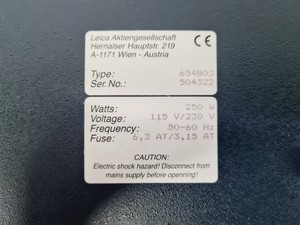 Leica Aktiengesellschaft
Hernalser Hauptstr. 219
A-1171 Wien - Austria
CE
Type: 654803
Ser. No.: 504322
Watts: 250 W
Voltage: 115 V/230 V
Frequency: 50-60 Hz
Fuse: 6,3 AT/3,15 AT
CAUTION:
Electric shock hazard! Disconnect from
mains supply before openning!